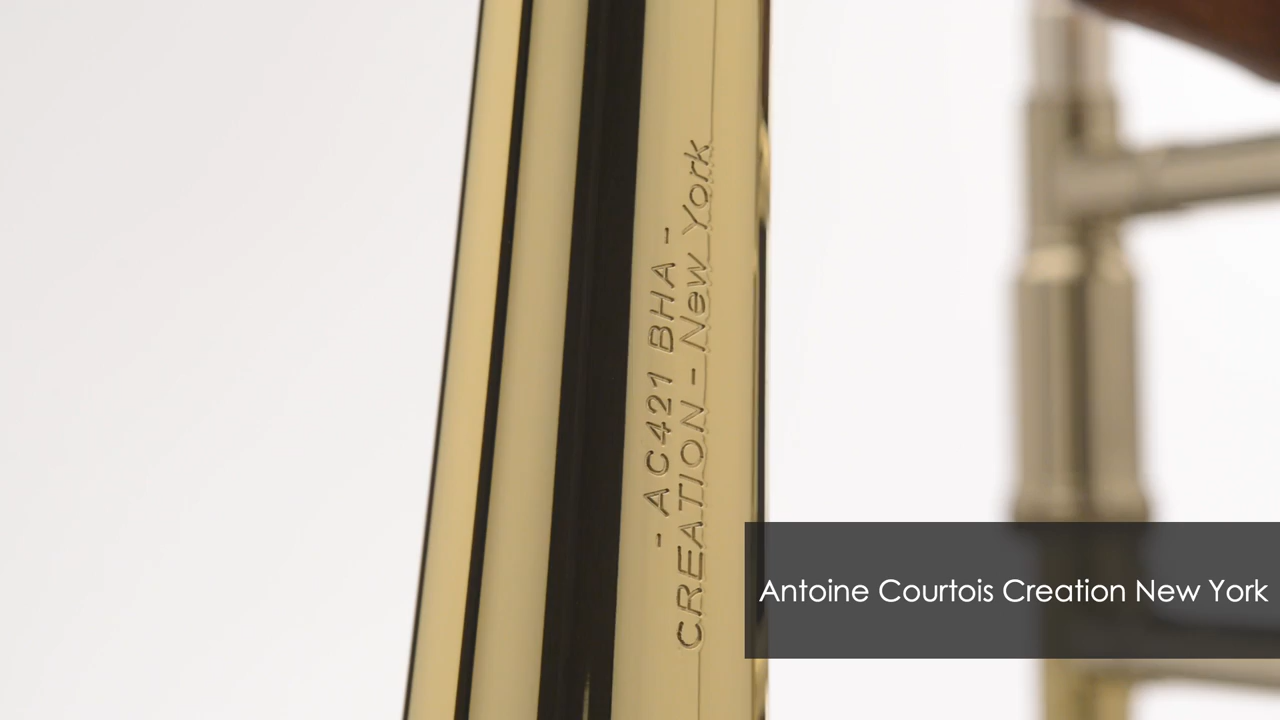 - AC421 BHA -
CREATION - New York
Antoine Courtois Creation New York